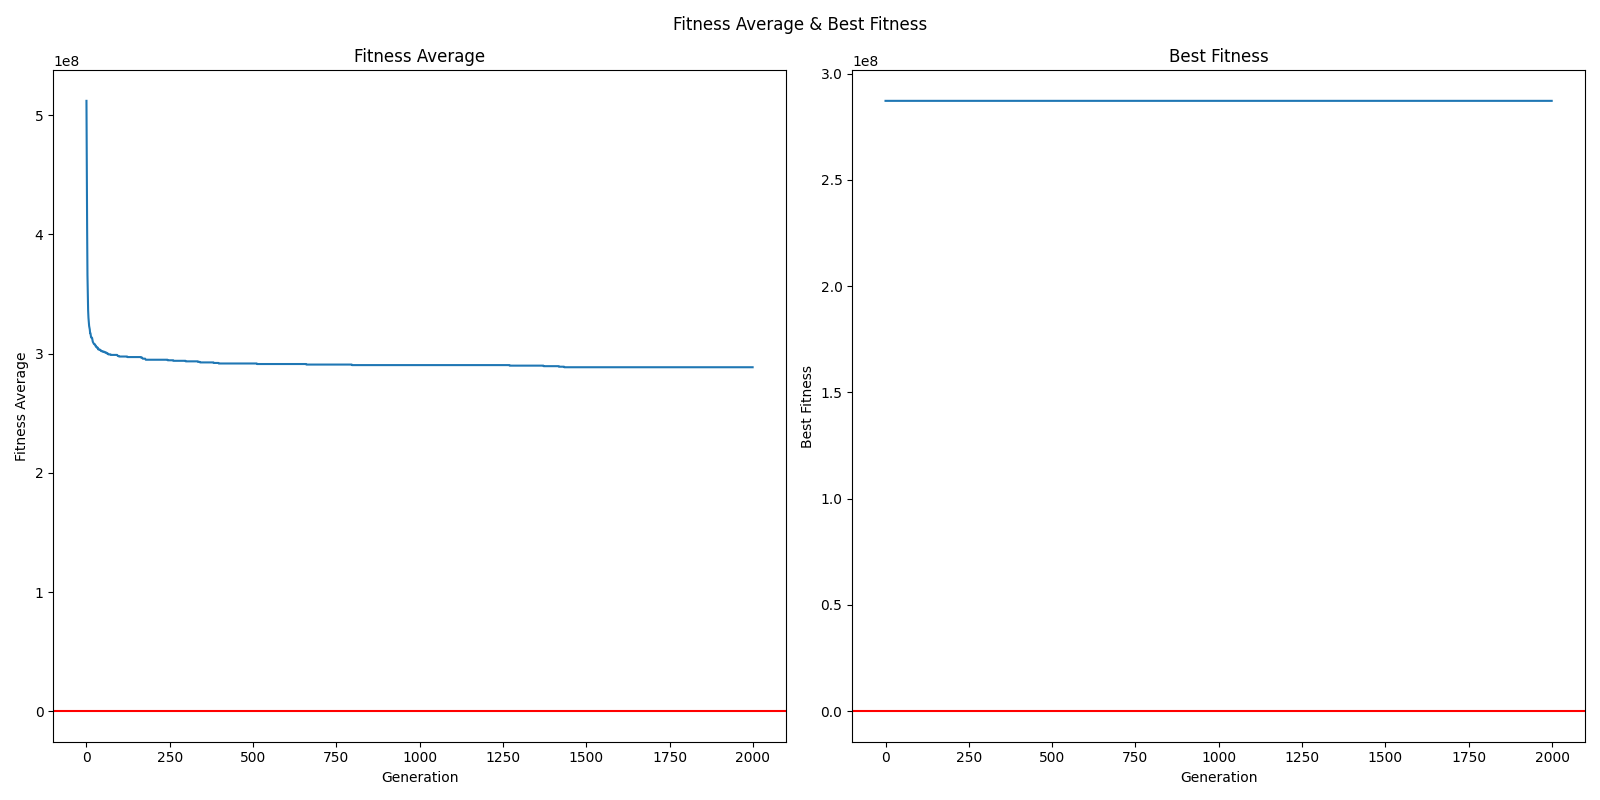 Fitness Average & Best Fitness
Fitness Average
1e8
5
4
3
2
1
0
Fitness Average
0 250 500 750 1000 1250 1500 1750 2000
Generation
Best Fitness
1e8
3.0
2.5
2.0
1.5
1.0
0.5
0.0
Best Fitness
0 250 500 750 1000 1250 1500 1750 2000
Generation